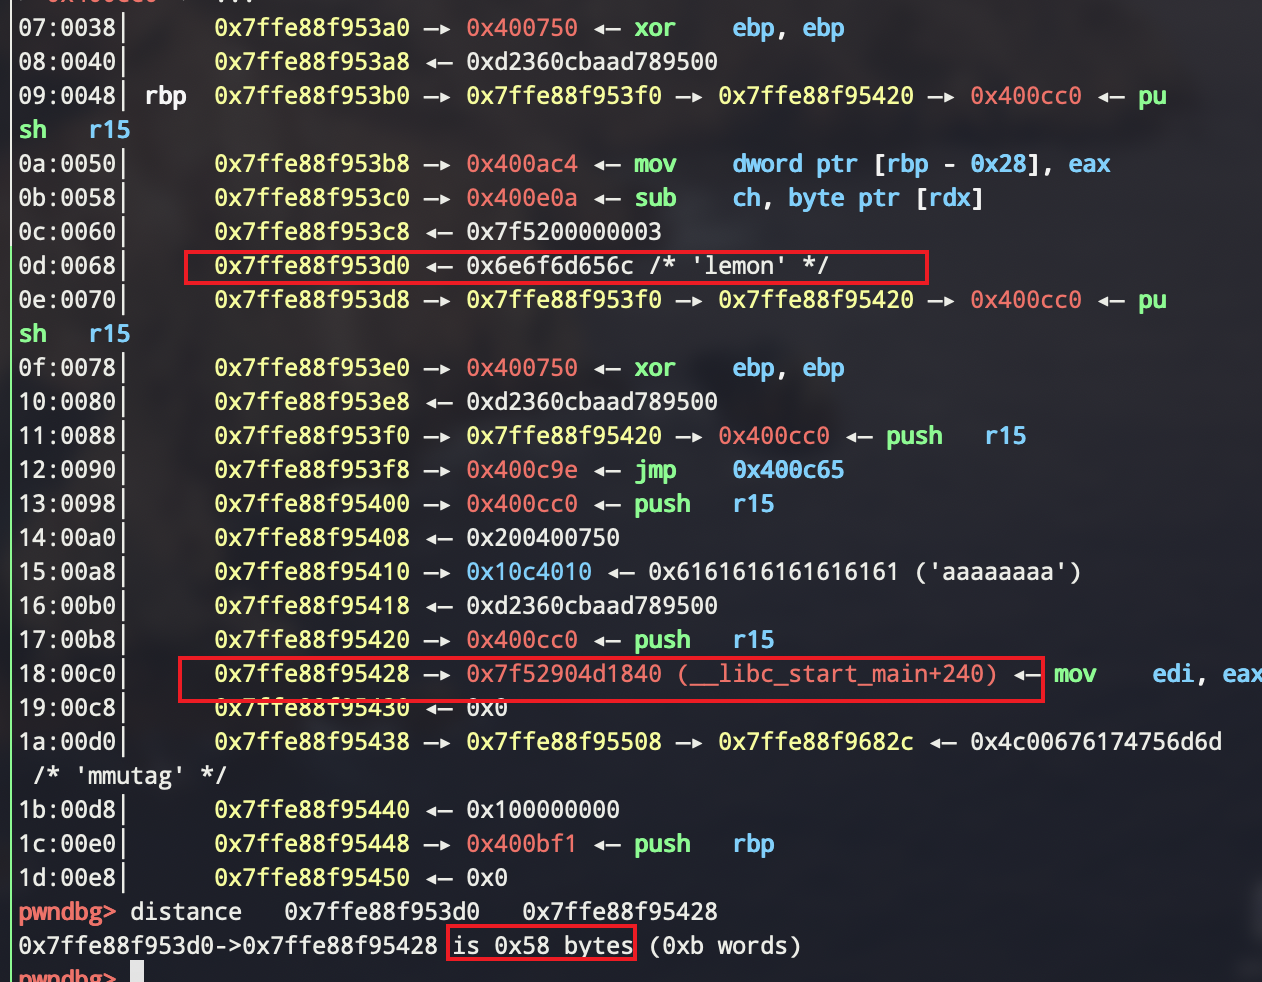 07:0038│ 0x7ffe88f953a0 —▸ 0x400750 ◂— xor ebp, ebp
08:0040│ 0x7ffe88f953a8 ◂— 0xd2360cbaad789500
09:0048│ rbp 0x7ffe88f953b0 —▸ 0x7ffe88f953f0 —▸ 0x7ffe88f95420 —▸ 0x400cc0 ◂— pu
sh r15
0a:0050│ 0x7ffe88f953b8 —▸ 0x400ac4 ◂— mov dword ptr [rbp - 0x28], eax
0b:0058│ 0x7ffe88f953c0 —▸ 0x400e0a ◂— sub ch, byte ptr [rdx]
0c:0060│ 0x7ffe88f953c8 ◂— 0x7f5200000003
0d:0068│ 0x7ffe88f953d0 ◂— 0x6e6f6d656c /* 'lemon' */
0e:0070│ 0x7ffe88f953d8 —▸ 0x7ffe88f953f0 —▸ 0x7ffe88f95420 —▸ 0x400cc0 ◂— pu
sh r15
0f:0078│ 0x7ffe88f953e0 —▸ 0x400750 ◂— xor ebp, ebp
10:0080│ 0x7ffe88f953e8 ◂— 0xd2360cbaad789500
11:0088│ 0x7ffe88f953f0 —▸ 0x7ffe88f95420 —▸ 0x400cc0 ◂— push r15
12:0090│ 0x7ffe88f953f8 —▸ 0x400c9e ◂— jmp 0x400c65
13:0098│ 0x7ffe88f95400 —▸ 0x400cc0 ◂— push r15
14:00a0│ 0x7ffe88f95408 ◂— 0x200400750
15:00a8│ 0x7ffe88f95410 —▸ 0x10c4010 ◂— 0x6161616161616161 ('aaaaaaaa')
16:00b0│ 0x7ffe88f95418 ◂— 0xd2360cbaad789500
17:00b8│ 0x7ffe88f95420 —▸ 0x400cc0 ◂— push r15
18:00c0│ 0x7ffe88f95428 —▸ 0x7f52904d1840 (__libc_start_main+240) ◂— mov edi, eax
19:00c8│ 0x7ffe88f95430 ◂— 0x0
1a:00d0│ 0x7ffe88f95438 —▸ 0x7ffe88f95508 —▸ 0x7ffe88f9682c ◂— 0x4c00676174756d6d
/* 'mmutag' */
1b:00d8│ 0x7ffe88f95440 ◂— 0x100000000
1c:00e0│ 0x7ffe88f95448 —▸ 0x400bf1 ◂— push rbp
1d:00e8│ 0x7ffe88f95450 ◂— 0x0
pwndbg> distance 0x7ffe88f953d0 0x7ffe88f95428
0x7ffe88f953d0->0x7ffe88f95428 is 0x58 bytes (0xb words)
pwndbg>